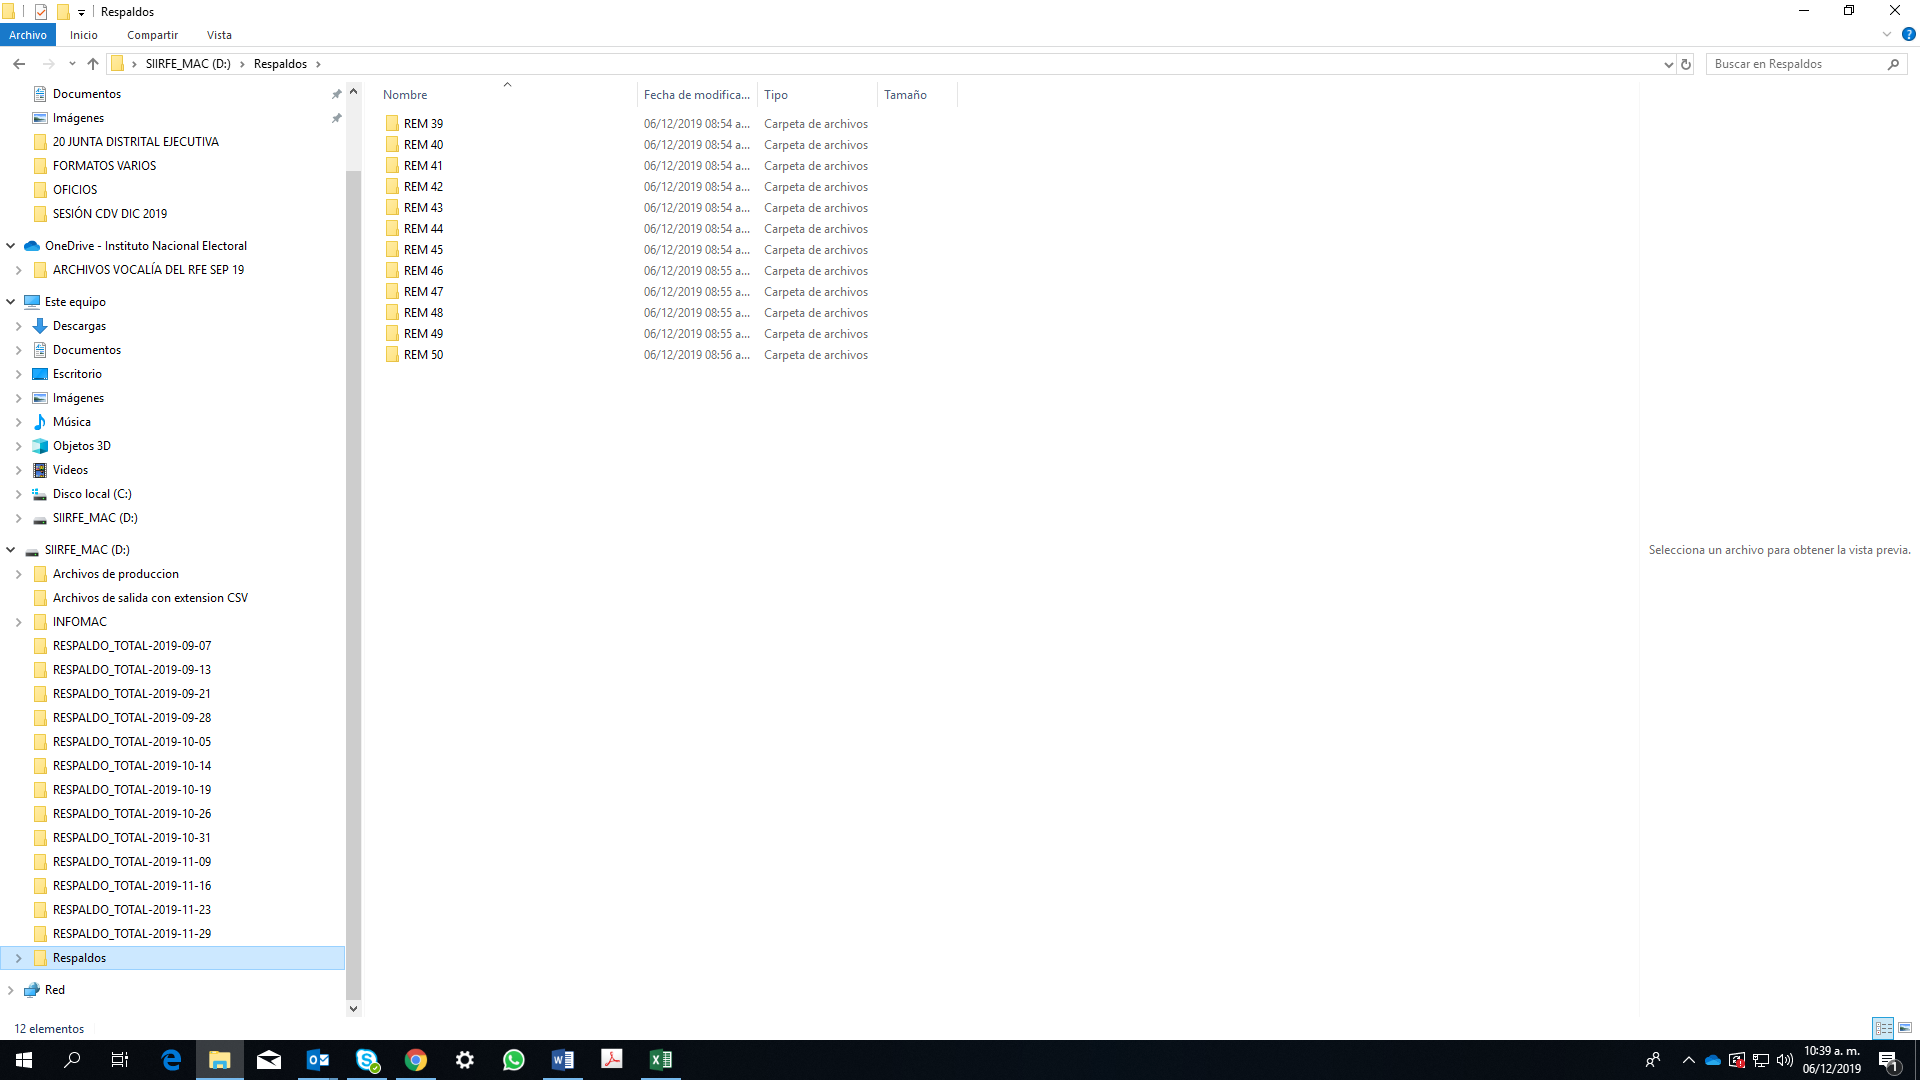 Respaldos
Archivo Inicio Compartir Vista
SIIRFE_MAC (D:) Respaldos
Buscar en Respaldos
Documentos
Imágenes
20 JUNTA DISTRITAL EJECUTIVA
FORMATOS VARIOS
OFICIOS
SESIÓN CDV DIC 2019
OneDrive - Instituto Nacional Electoral
ARCHIVOS VOCALÍA DEL RFE SEP 19
Este equipo
Descargas
Documentos
Escritorio
Imágenes
Música
Objetos 3D
Videos
Disco local (C:)
SIIRFE_MAC (D:)
SIIRFE_MAC (D:)
Archivos de produccion
Archivos de salida con extension CSV
INFOMAC
RESPALDO_TOTAL-2019-09-07
RESPALDO_TOTAL-2019-09-13
RESPALDO_TOTAL-2019-09-21
RESPALDO_TOTAL-2019-09-28
RESPALDO_TOTAL-2019-10-05
RESPALDO_TOTAL-2019-10-14
RESPALDO_TOTAL-2019-10-19
RESPALDO_TOTAL-2019-10-26
RESPALDO_TOTAL-2019-10-31
RESPALDO_TOTAL-2019-11-09
RESPALDO_TOTAL-2019-11-16
RESPALDO_TOTAL-2019-11-23
RESPALDO_TOTAL-2019-11-29
Respaldos
Red
Nombre Fecha de modifica... Tipo Tamaño
REM 39 06/12/2019 08:54 a... Carpeta de archivos
REM 40 06/12/2019 08:54 a... Carpeta de archivos
REM 41 06/12/2019 08:54 a... Carpeta de archivos
REM 42 06/12/2019 08:54 a... Carpeta de archivos
REM 43 06/12/2019 08:54 a... Carpeta de archivos
REM 44 06/12/2019 08:54 a... Carpeta de archivos
REM 45 06/12/2019 08:54 a... Carpeta de archivos
REM 46 06/12/2019 08:55 a... Carpeta de archivos
REM 47 06/12/2019 08:55 a... Carpeta de archivos
REM 48 06/12/2019 08:55 a... Carpeta de archivos
REM 49 06/12/2019 08:55 a... Carpeta de archivos
REM 50 06/12/2019 08:56 a... Carpeta de archivos
Selecciona un archivo para obtener la vista previa.
12 elementos
10:39 a. m.
06/12/2019
1